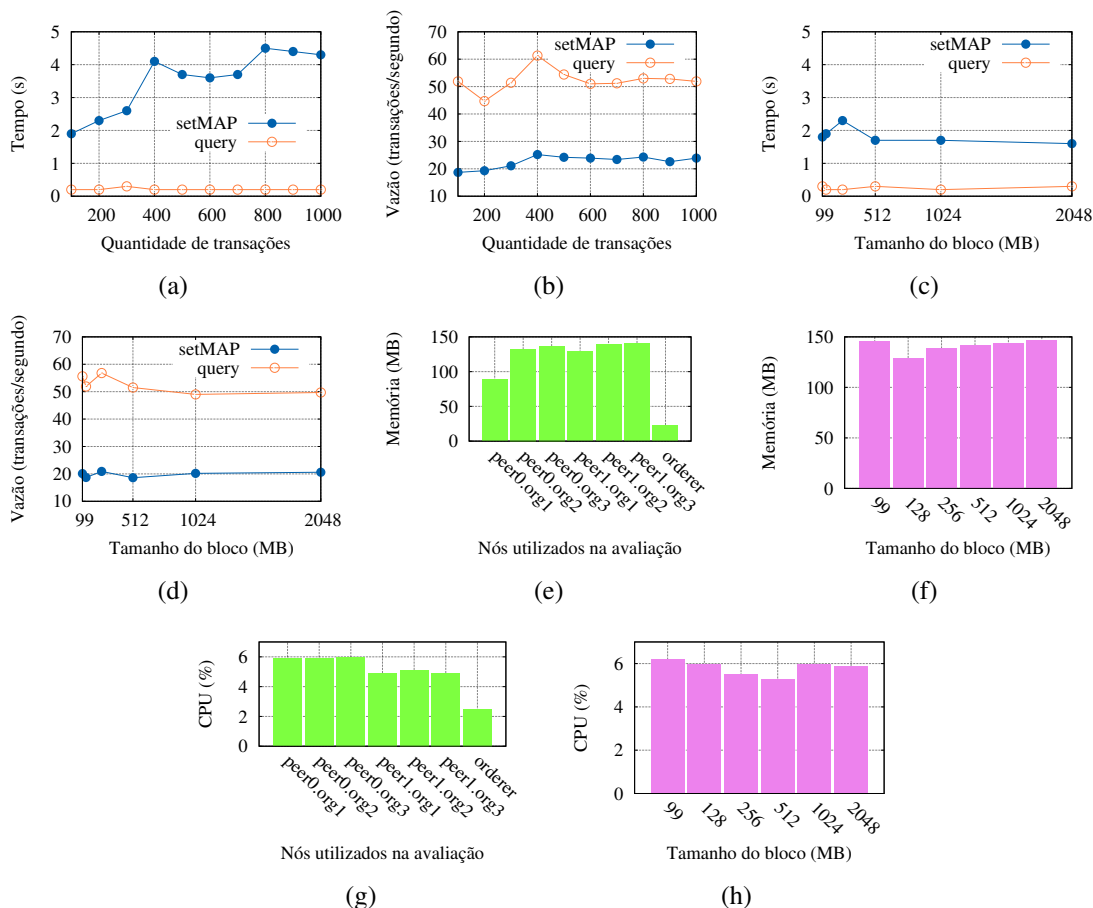 Tempo (s)
5
4
3
2
1
0
setMAP
query
200
400
600
800
1000
Quantidade de transações
(a)
Vazão (transações/segundo)
70
60
50
40
30
20
10
setMAP
query
200
400
600
800
1000
Quantidade de transações
(b)
Tempo (s)
5
4
3
2
1
0
setMAP
query
99
512
1024
2048
Tamanho do bloco (MB)
(c)
Vazão (transações/segundo)
70
60
50
40
30
20
10
setMAP
query
99
512
1024
2048
Tamanho do bloco (MB)
(d)
Memória (MB)
150
100
50
0
peer0.org1
peer0.org2
peer0.org3
peer1.org1
peer1.org2
peer1.org3
orderer
Nós utilizados na avaliação
(e)
Memória (MB)
150
100
50
0
99
128
256
512
1024
2048
Tamanho do bloco (MB)
(f)
CPU (%)
6
4
2
0
peer0.org1
peer0.org2
peer0.org3
peer1.org1
peer1.org2
peer1.org3
orderer
Nós utilizados na avaliação
(g)
CPU (%)
6
4
2
0
99
128
256
512
1024
2048
Tamanho do bloco (MB)
(h)